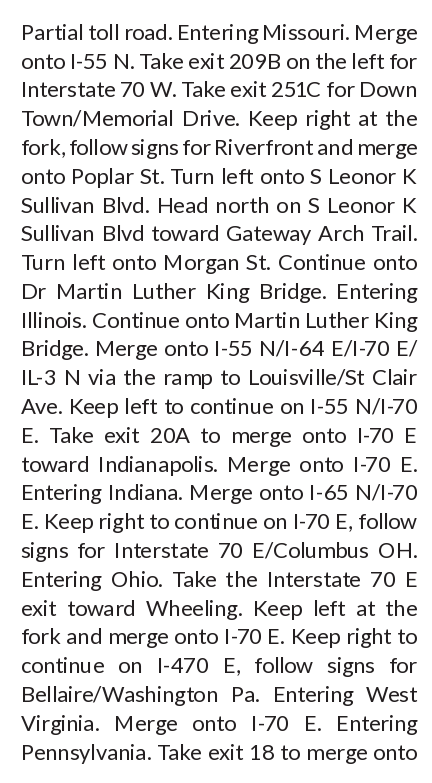 Partial toll road. Entering Missouri. Merge
onto I-55 N. Take exit 209B on the left for
Interstate 70 W. Take exit 251C for Down
Town/Memorial Drive. Keep right at the
fork, follow signs for Riverfront and merge
onto Poplar St. Turn left onto S Leonor K
Sullivan Blvd. Head north on S Leonor K
Sullivan Blvd toward Gateway Arch Trail.
Turn left onto Morgan St. Continue onto
Dr Martin Luther King Bridge. Entering
Illinois. Continue onto Martin Luther King
Bridge. Merge onto I-55 N/I-64 E/I-70 E/
IL-3 N via the ramp to Louisville/St Clair
Ave. Keep left to continue on I-55 N/I-70
E. Take exit 20A to merge onto I-70 E
toward Indianapolis. Merge onto I-70 E.
Entering Indiana. Merge onto I-65 N/I-70
E. Keep right to continue on I-70 E, follow
signs for Interstate 70 E/Columbus OH.
Entering Ohio. Take the Interstate 70 E
exit toward Wheeling. Keep left at the
fork and merge onto I-70 E. Keep right to
continue on I-470 E, follow signs for
Bellaire/Washington Pa. Entering West
Virginia. Merge onto I-70 E. Entering
Pennsylvania. Take exit 18 to merge onto